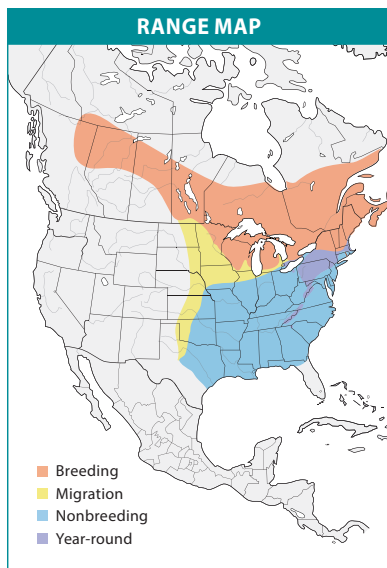 RANGE MAP
Breeding
Migration
Nonbreeding
Year-round